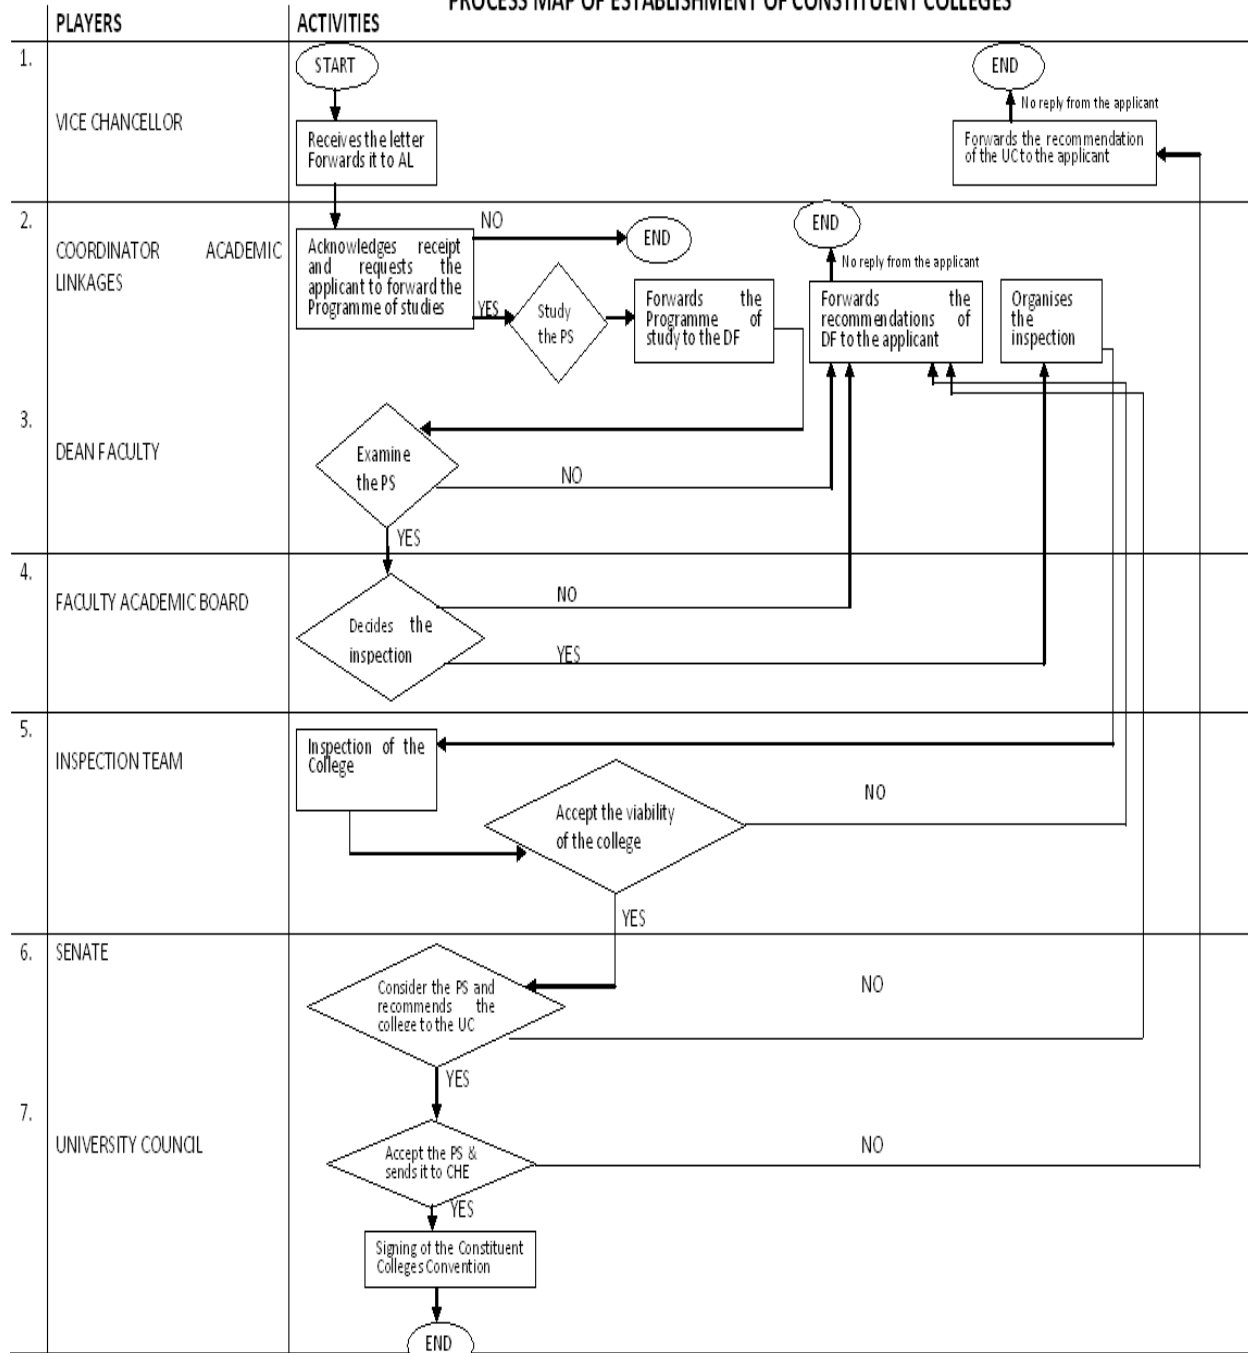 PROCESS MAP OF ESTABLISHMENT OF CONSTITUENT COLLEGES
PLAYERS
ACTIVITIES
1.
VICE CHANCELLOR
START
Receives the letter
Forwards it to AL
END
No reply from the applicant
Forwards the recommendation
of the UC to the applicant
2.
COORDINATOR ACADEMIC
LINKAGES
Acknowledges receipt
and requests the
applicant to forward the
Programme of studies
NO
END
YES
Study
the PS
Forwards the
Programme of
study to the DF
END
No reply from the applicant
Forwards the
recommendations of
DF to the applicant
Organises
the
inspection
3.
DEAN FACULTY
Examine
the PS
NO
YES
4.
FACULTY ACADEMIC BOARD
Decides the
inspection
NO
YES
5.
INSPECTION TEAM
Inspection of the
College
Accept the viability
of the college
NO
YES
6.
SENATE
Consider the PS and
recommends the
college to the UC
NO
YES
7.
UNIVERSITY COUNCIL
Accept the PS &
sends it to CHE
NO
YES
Signing of the Constituent
Colleges Convention
END